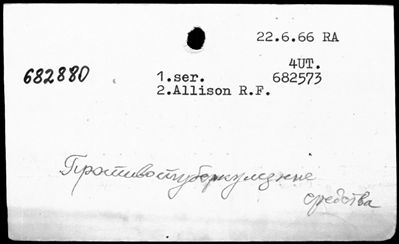 22.6.66 RA
4UT.
682880
1.ser. 682573
2.Allison R.F.
Противотуберкулезные
средства